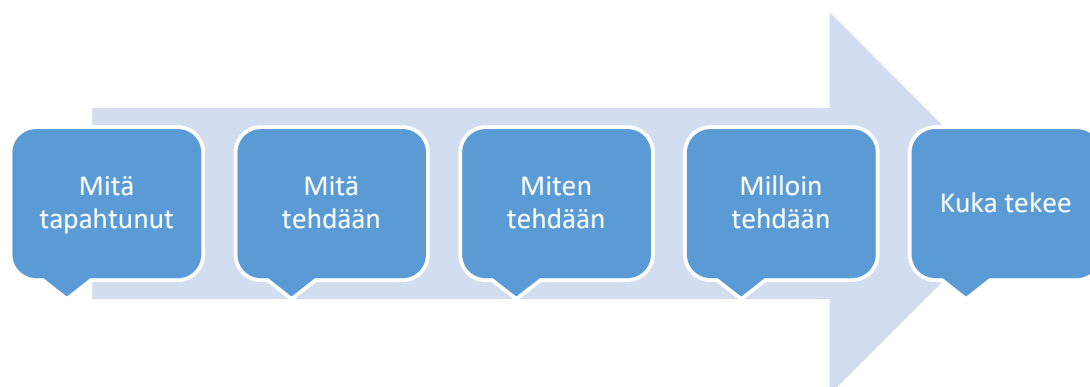 Mitä
tapahtunut
Mitä
tehdään
Miten
tehdään
Milloin
tehdään
Kuka tekee